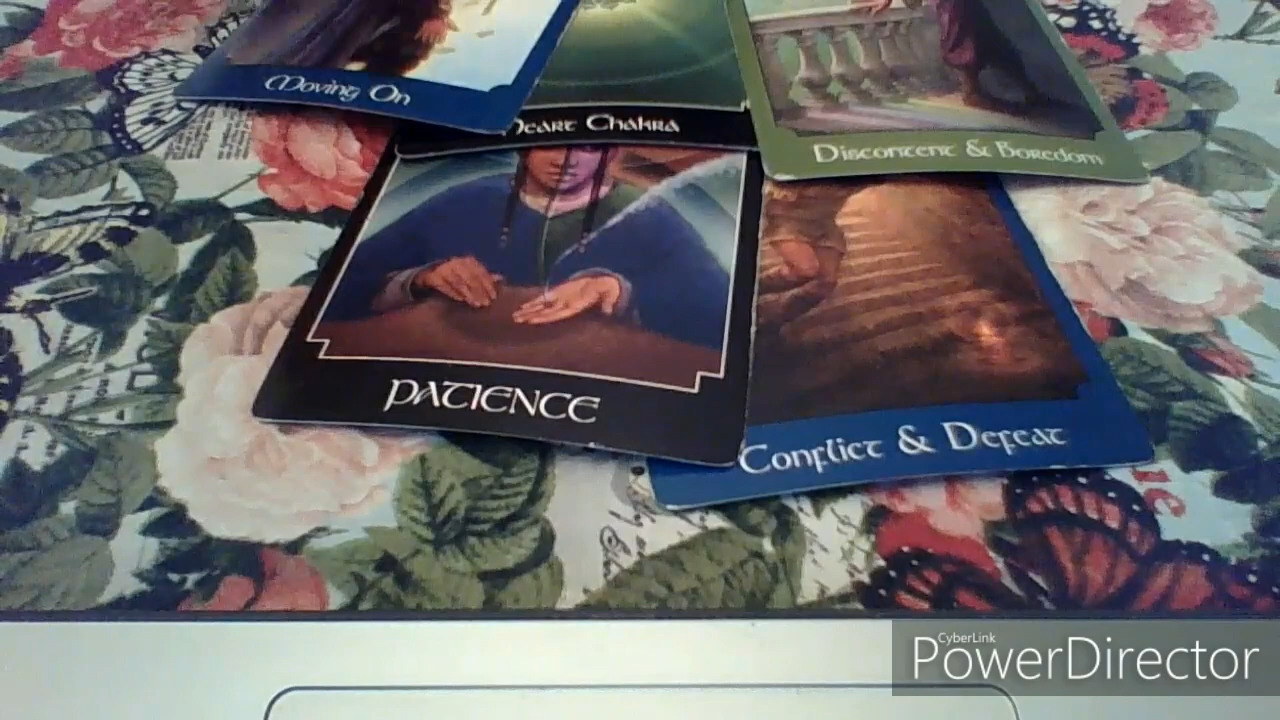 Moving On
Heart Chakra
Discontent & Boredom
PATIENCE
Conflict & Defeat
CyberLink
PowerDirector